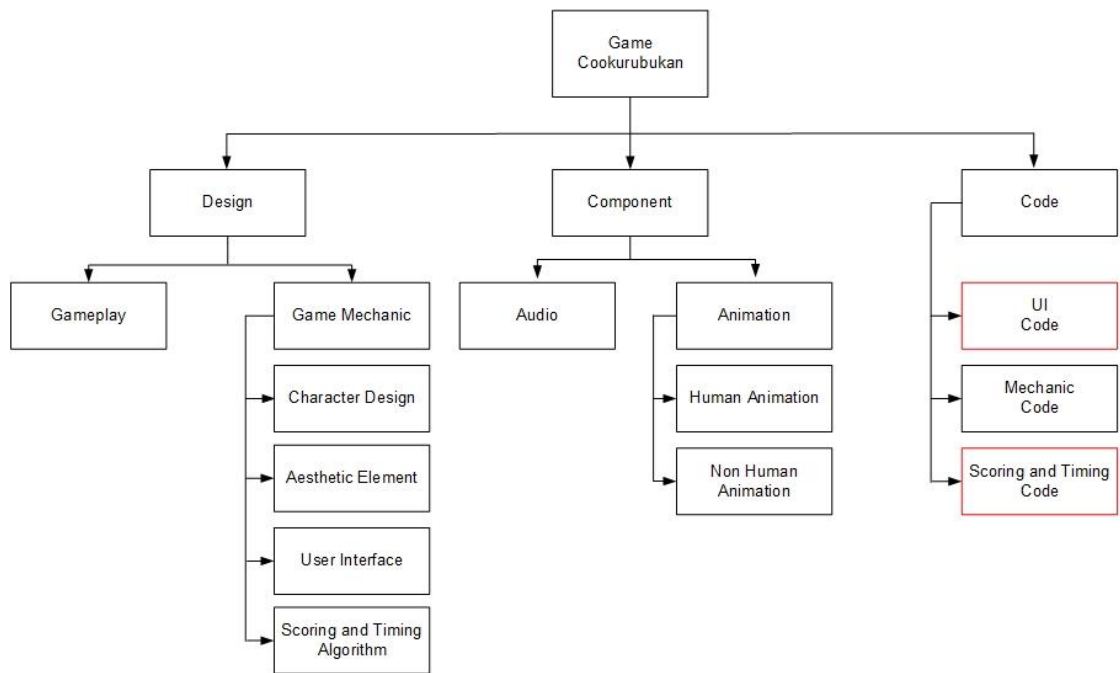 Game
Cookurubukan
Design
Component
Code
Gameplay
Game Mechanic
Audio
Animation
UI
Code
Character Design
Human Animation
Mechanic
Code
Aesthetic Element
Non Human
Animation
Scoring and Timing
Code
User Interface
Scoring and Timing
Algorithm